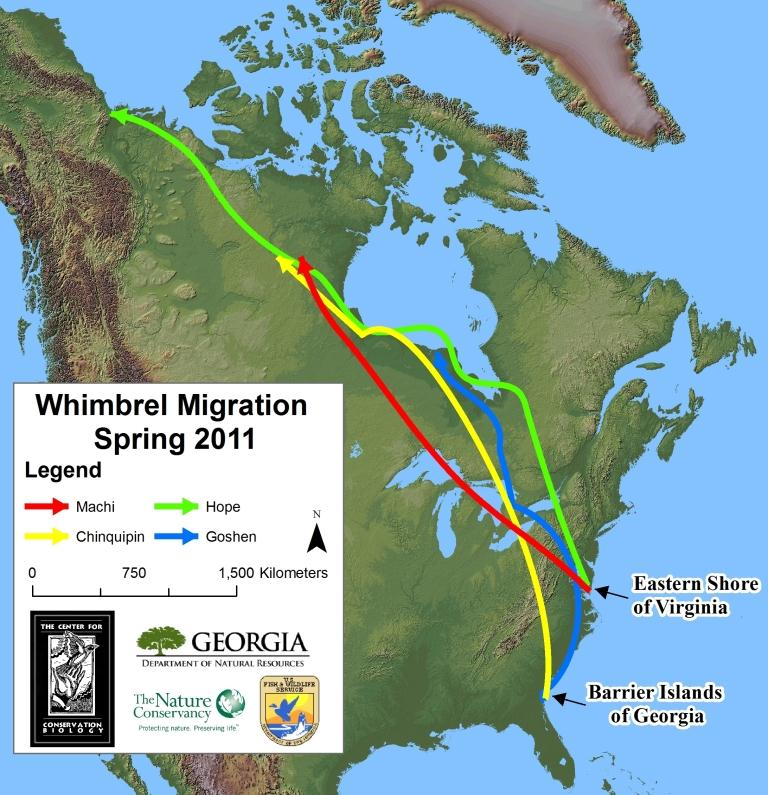 Whimbrel Migration
Spring 2011
Legend
Machi
Hope
Chinquipin
Goshen
N
0 750 1,500 Kilometers
THE CENTER FOR
CONSERVATION
BIOLOGY
GEORGIA
DEPARTMENT OF NATURAL RESOURCES
The Nature
Conservancy
Protecting nature. Preserving life.™
U.S.
FISH & WILDLIFE
SERVICE
Eastern Shore
of Virginia
Barrier Islands
of Georgia